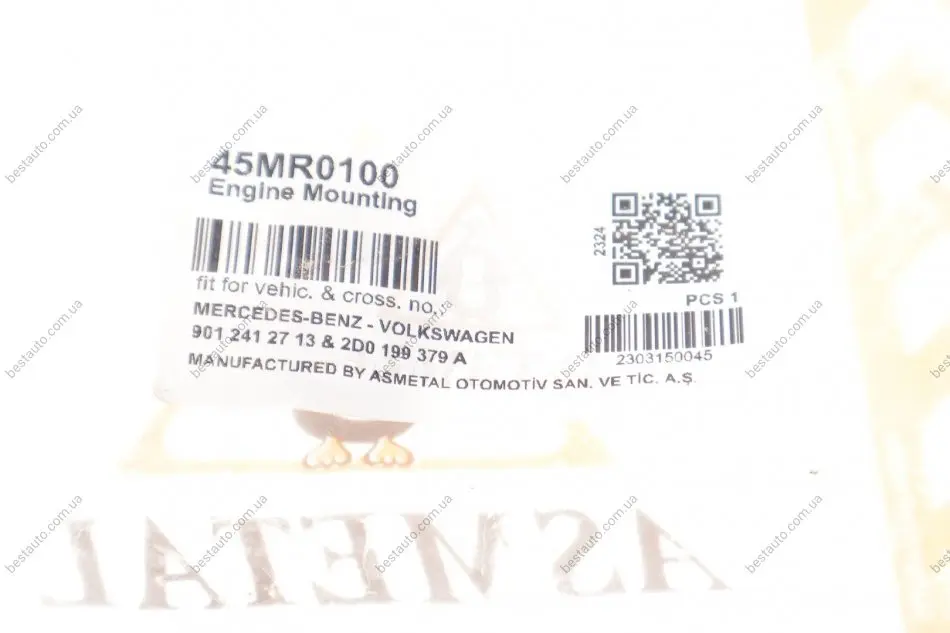 45MR0100
Engine Mounting
fit for vehic. & cross. no.,
MERCEDES-BENZ - VOLKSWAGEN
901 241 27 13 & 2D0 199 379 A
MANUFACTURED BY ASMETAL OTOMOTİV SAN. VE TİC. A.Ş.
2324
PCS 1
2303150045
ASMETAL
bestauto.com.ua